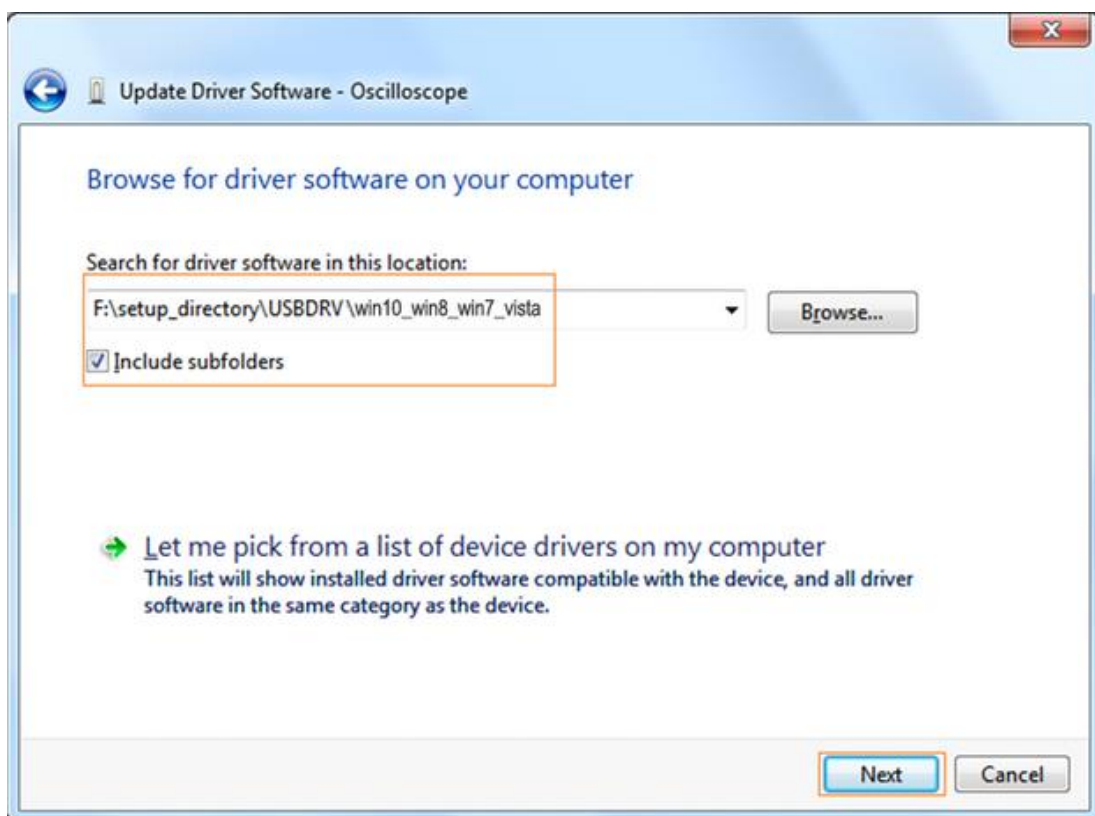 Update Driver Software - Oscilloscope
Browse for driver software on your computer
Search for driver software in this location:
F:\setup_directory\USBDRV\win10_win8_win7_vista
Browse...
Include subfolders
Let me pick from a list of device drivers on my computer
This list will show installed driver software compatible with the device, and all driver
software in the same category as the device.
Next
Cancel